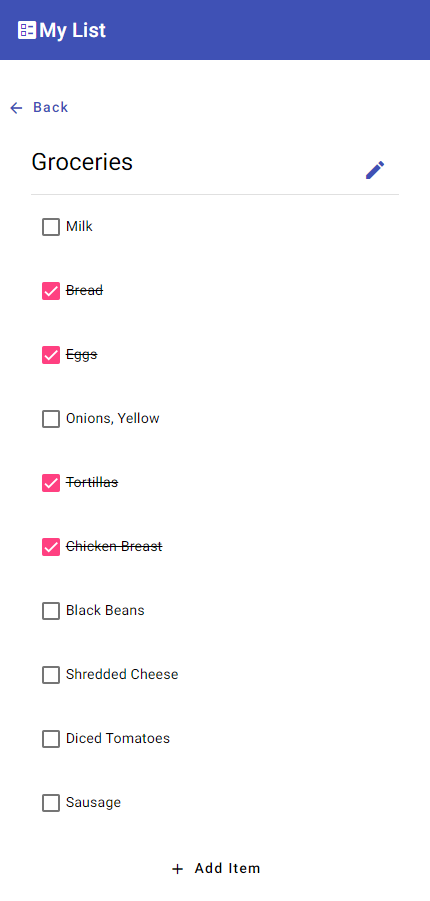 My List
Back
Groceries
Milk
Bread
Eggs
Onions, Yellow
Tortillas
Chicken Breast
Black Beans
Shredded Cheese
Diced Tomatoes
Sausage
+ Add Item